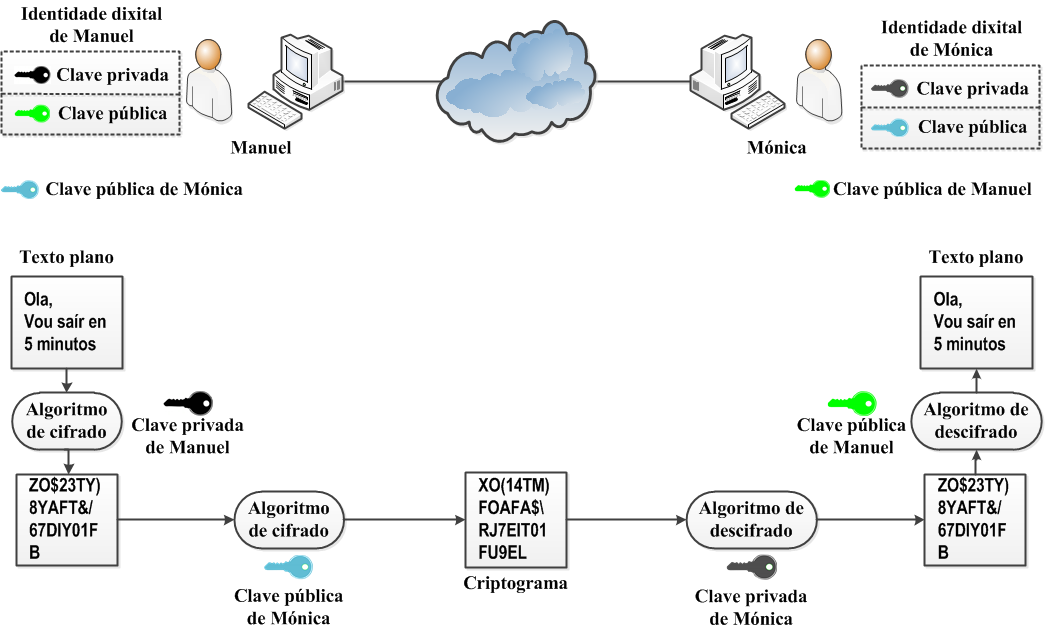 Identidade dixital
de Manuel
Clave privada
Clave pública
Manuel
Identidade dixital
de Mónica
Clave privada
Clave pública
Mónica
Clave pública de Mónica
Clave pública de Manuel
Texto plano
Ola,
Vou saír en
5 minutos
Algoritmo
de cifrado
Clave privada
de Manuel
ZO$23TY)
8YAFT&/
67DIY01F
B
Algoritmo
de cifrado
Clave pública
de Mónica
XO(14TM)
FOAFA$\
RJ7EIT01
FU9EL
Criptograma
Algoritmo de
descifrado
Clave privada
de Mónica
ZO$23TY)
8YAFT&/
67DIY01F
B
Clave pública
de Manuel
Algoritmo de
descifrado
Texto plano
Ola,
Vou saír en
5 minutos